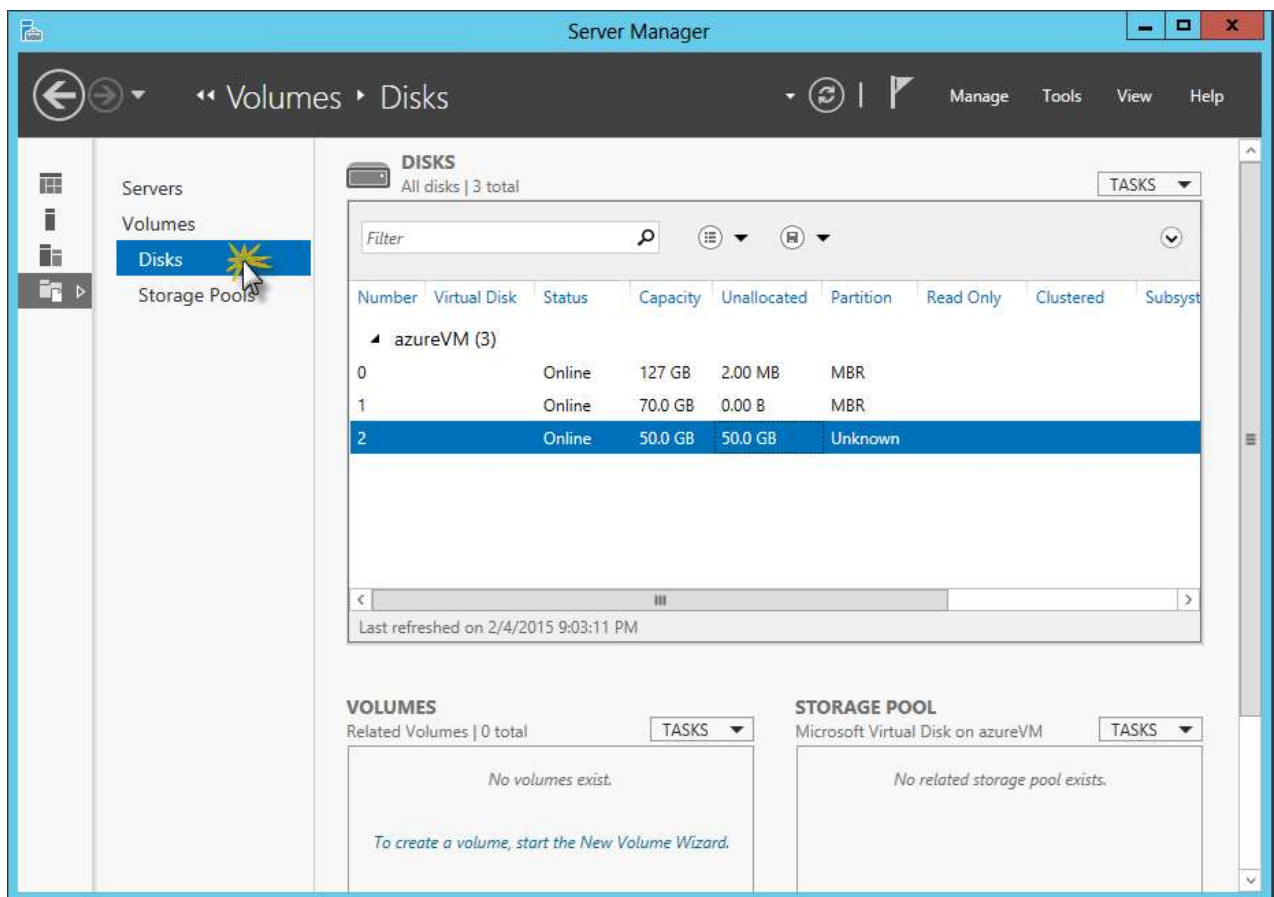 Server Manager
Volumes Disks
Manage Tools View Help
Servers
Volumes
Disks
Storage Pools
DISKS
All disks | 3 total
TASKS
Filter
Number Virtual Disk Status Capacity Unallocated Partition Read Only Clustered Subsyst
azureVM (3)
0 Online 127 GB 2.00 MB MBR
1 Online 70.0 GB 0.00 B MBR
2 Online 50.0 GB 50.0 GB Unknown
Last refreshed on 2/4/2015 9:03:11 PM
VOLUMES
Related Volumes | 0 total
TASKS
No volumes exist.
To create a volume, start the New Volume Wizard.
STORAGE POOL
Microsoft Virtual Disk on azureVM
TASKS
No related storage pool exists.